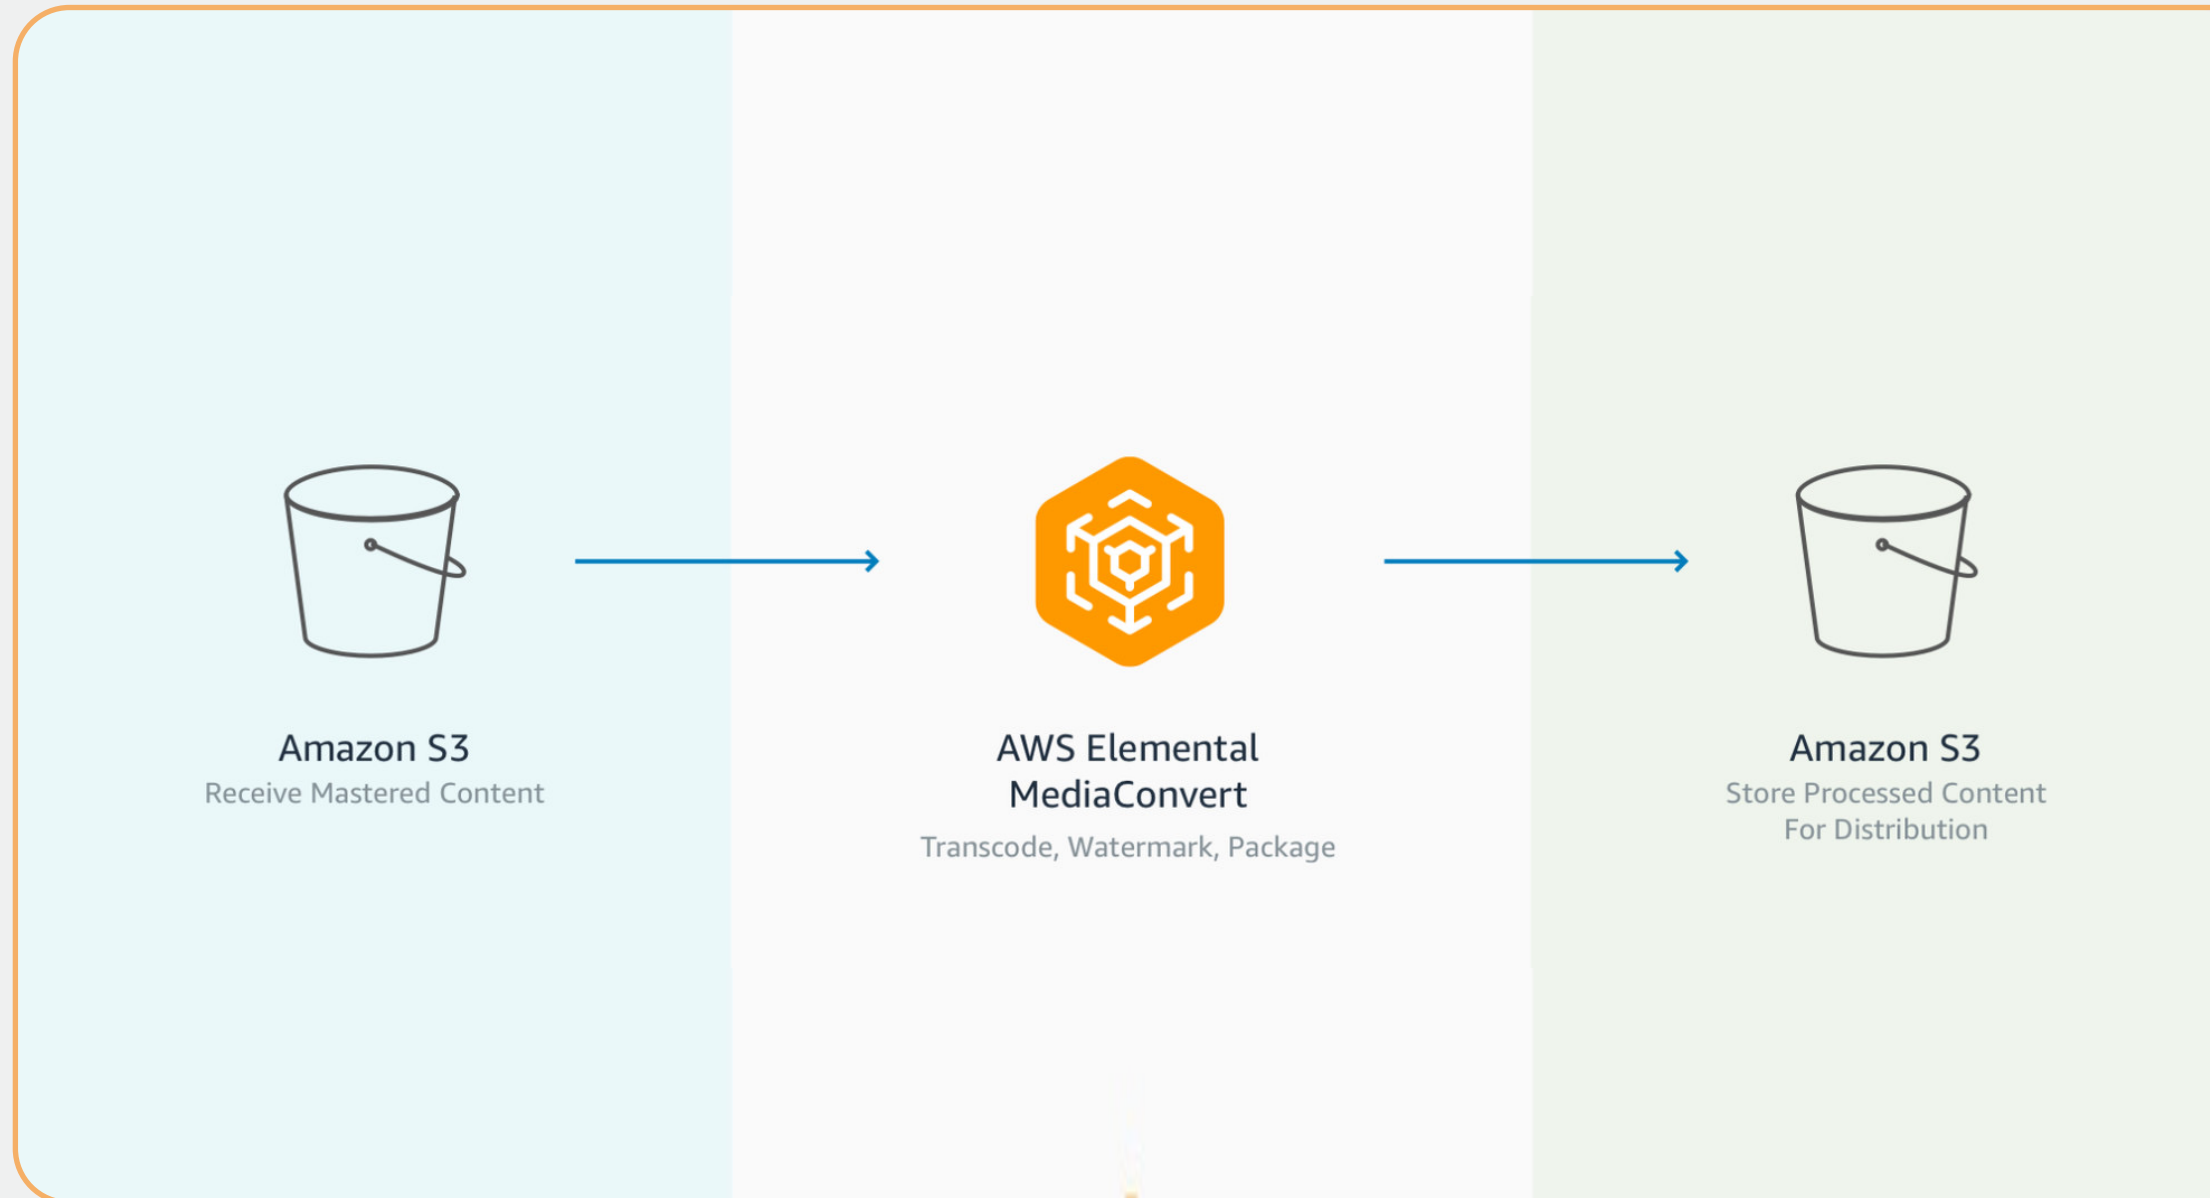 Amazon S3
Receive Mastered Content
AWS Elemental
MediaConvert
Transcode, Watermark, Package
Amazon S3
Store Processed Content
For Distribution